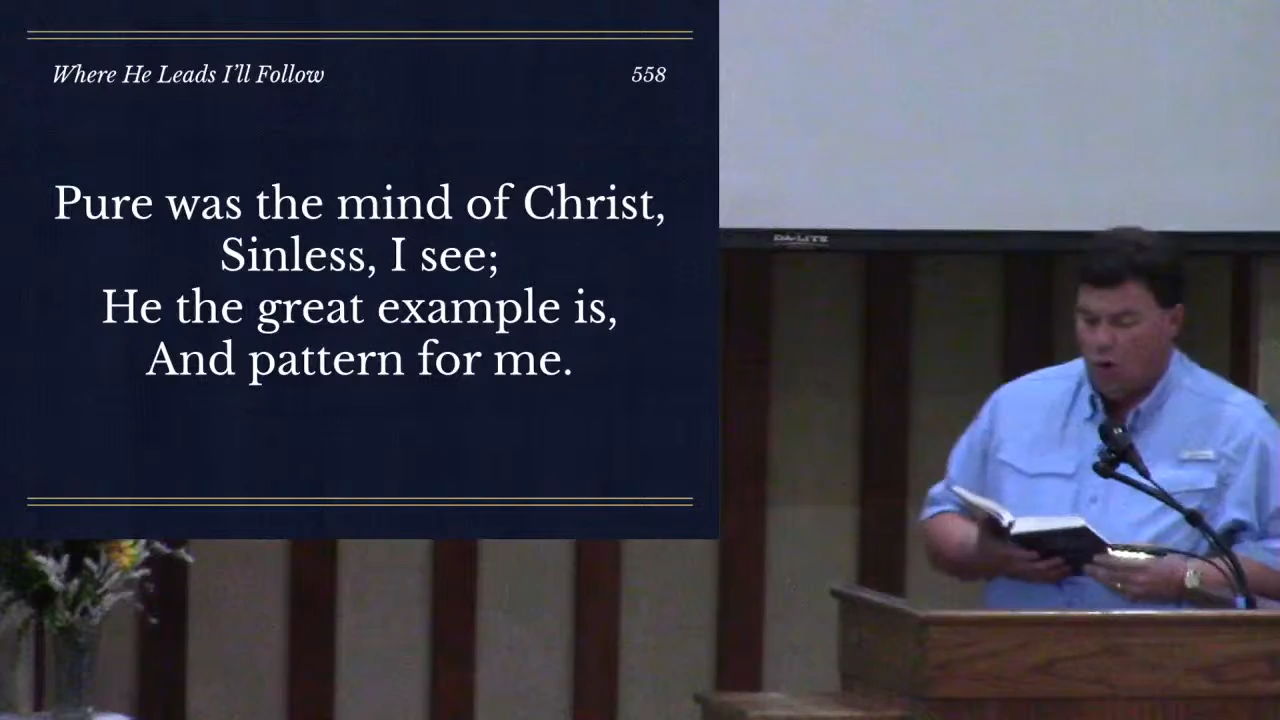 Where He Leads I'll Follow 558
Pure was the mind of Christ,
Sinless, I see;
He the great example is,
And pattern for me.
DA-LITE